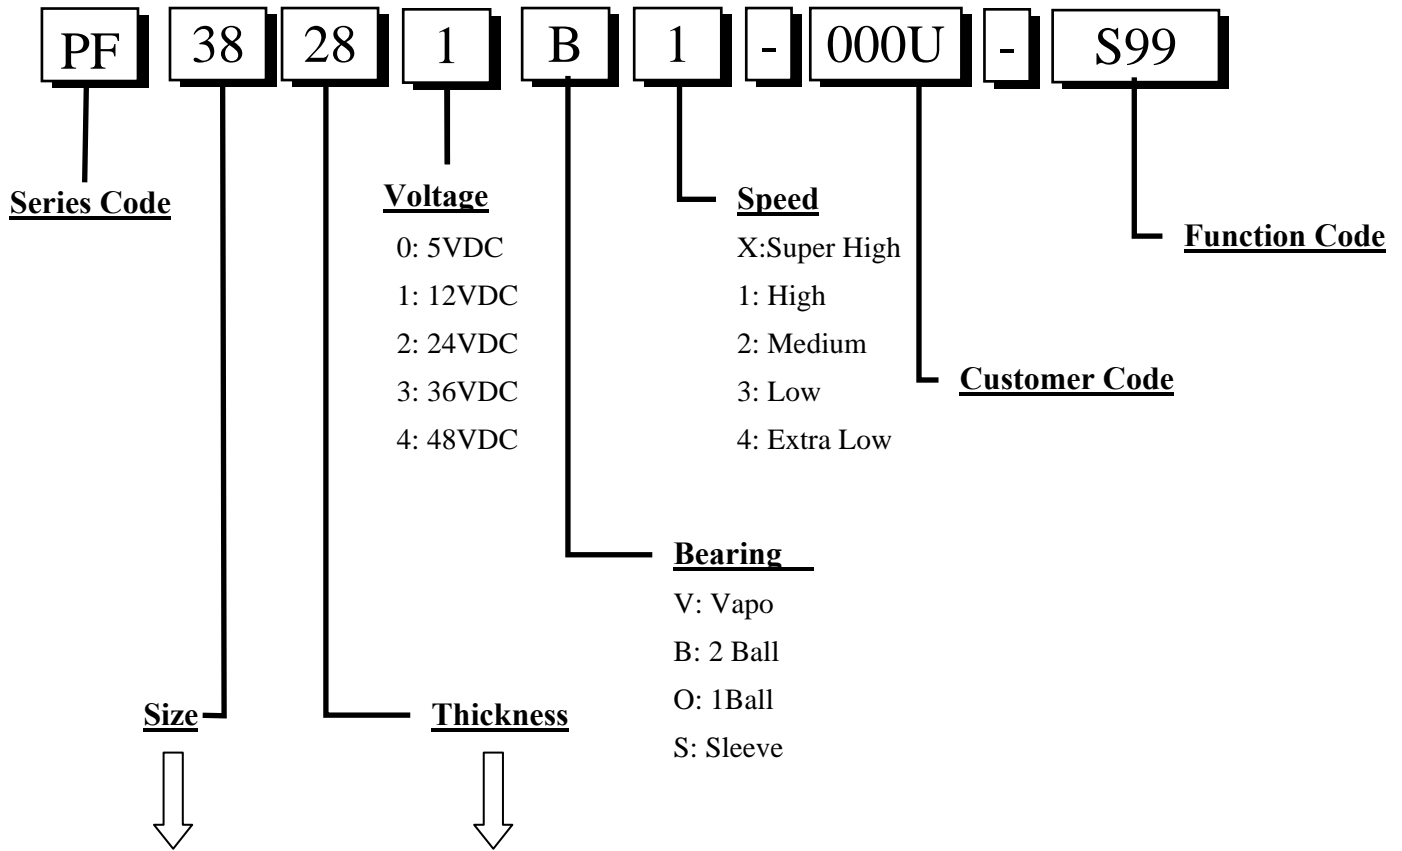 PF 38 28 1 B 1 - 000U - S99
Series Code
Voltage
0: 5VDC
1: 12VDC
2: 24VDC
3: 36VDC
4: 48VDC
Speed
X:Super High
1: High
2: Medium
3: Low
4: Extra Low
Function Code
Customer Code
Bearing
V: Vapo
B: 2 Ball
O: 1Ball
S: Sleeve
Size
Thickness